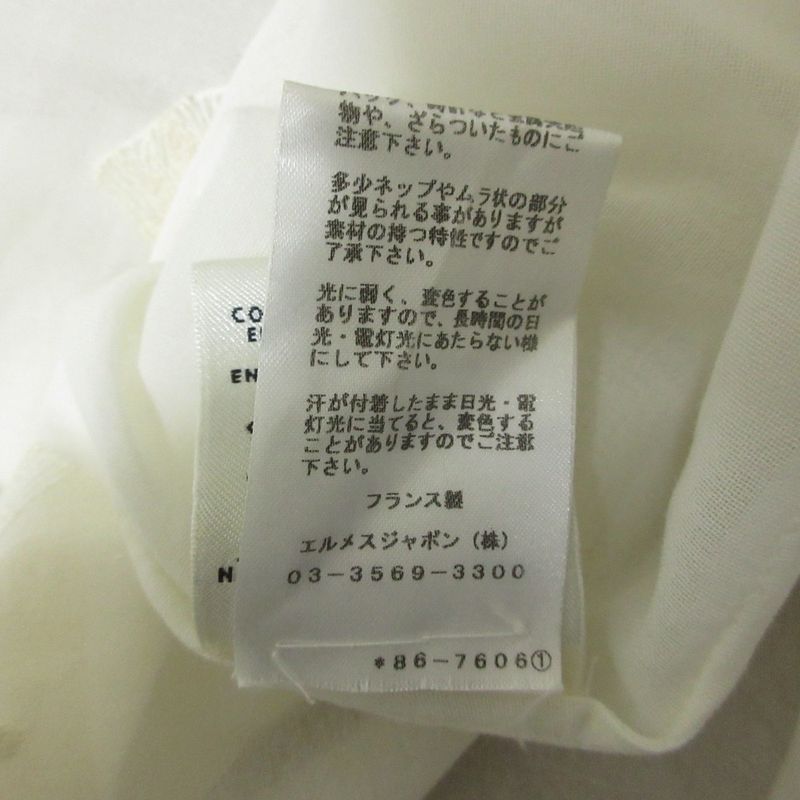 物や、ざらついたものにご
注意下さい。
多少ネップやムラ状の部分
が見られる事がありますが
素材の持つ特性ですのでご
了承下さい。
光に弱く、変色することが
ありますので、長時間の日
光・電灯光にあたらない様
にして下さい。
汗が付着したまま日光・電
灯光に当てると、変色する
ことがありますのでご注意
下さい。
フランス製
エルメスジャポン（株）
03-3569-3300
*86-7606①
CO
EN
N